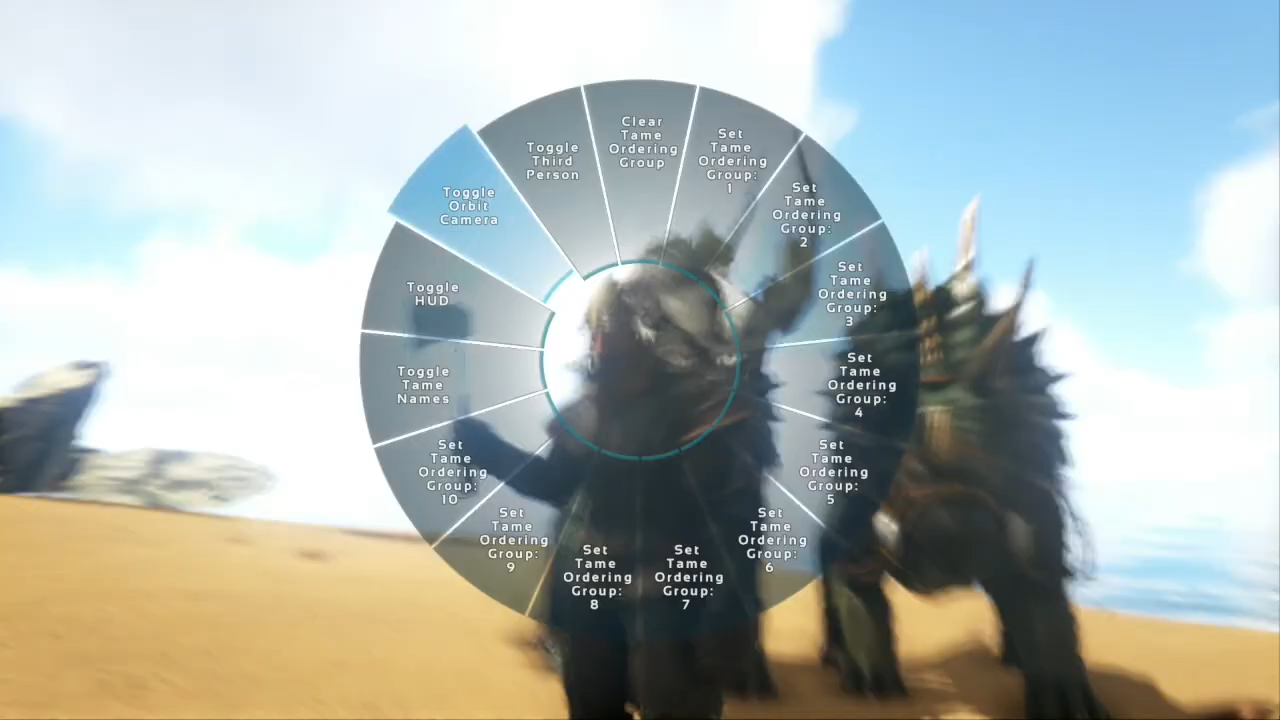 Clear
Tame
Ordering
Group
Set
Tame
Ordering
Group:
1
Set
Tame
Ordering
Group:
2
Set
Tame
Ordering
Group:
3
Set
Tame
Ordering
Group:
4
Set
Tame
Ordering
Group:
5
Set
Tame
Ordering
Group:
6
Set
Tame
Ordering
Group:
7
Set
Tame
Ordering
Group:
8
Set
Tame
Ordering
Group:
9
Set
Tame
Ordering
Group:
10
Toggle
Tame
Names
Toggle
HUD
Toggle
Orbit
Camera
Toggle
Third
Person